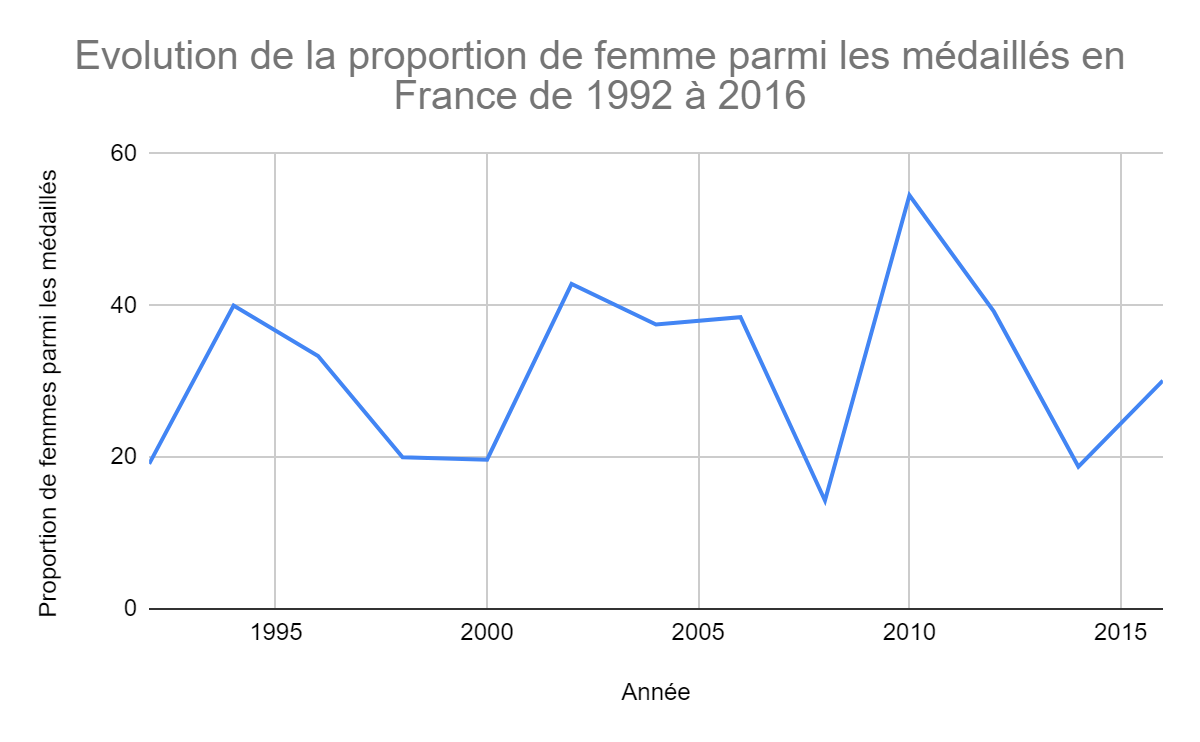 Evolution de la proportion de femme parmi les médaillés en
France de 1992 à 2016
Proportion de femmes parmi les médaillés
60
40
20
0
1995 2000 2005 2010 2015
Année